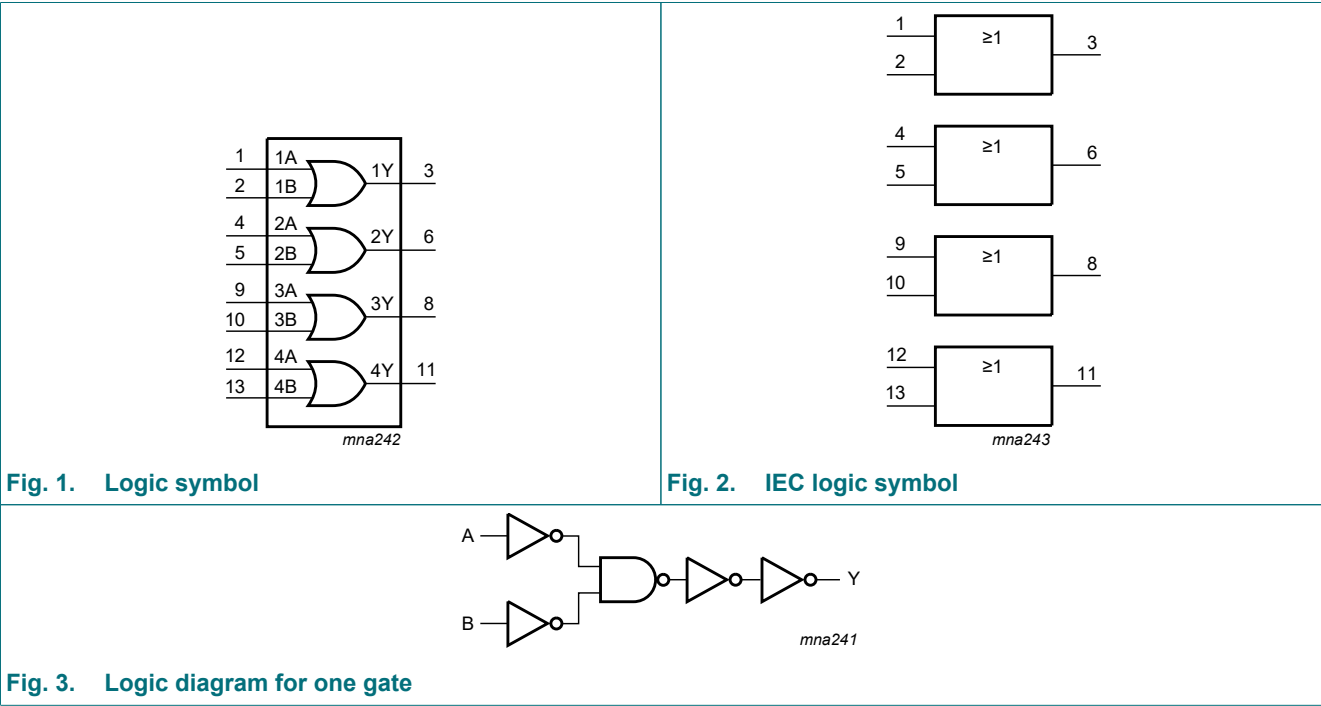 1 1A 1Y 3
2 1B
4 2A 2Y 6
5 2B
9 3A 3Y 8
10 3B
12 4A 4Y 11
13 4B
mna242
Fig. 1. Logic symbol
1 ≥1 3
2
4 ≥1 6
5
9 ≥1 8
10
12 ≥1 11
13
mna243
Fig. 2. IEC logic symbol
A
Y
B
mna241
Fig. 3. Logic diagram for one gate